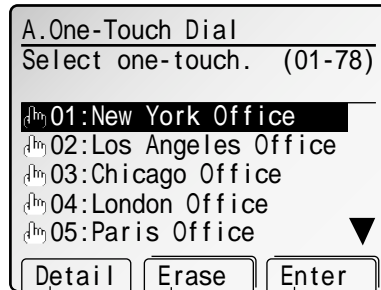 A.One-Touch Dial
Select one-touch. (01-78)
01:New York Office
02:Los Angeles Office
03:Chicago Office
04:London Office
05:Paris Office
Detail Erase Enter